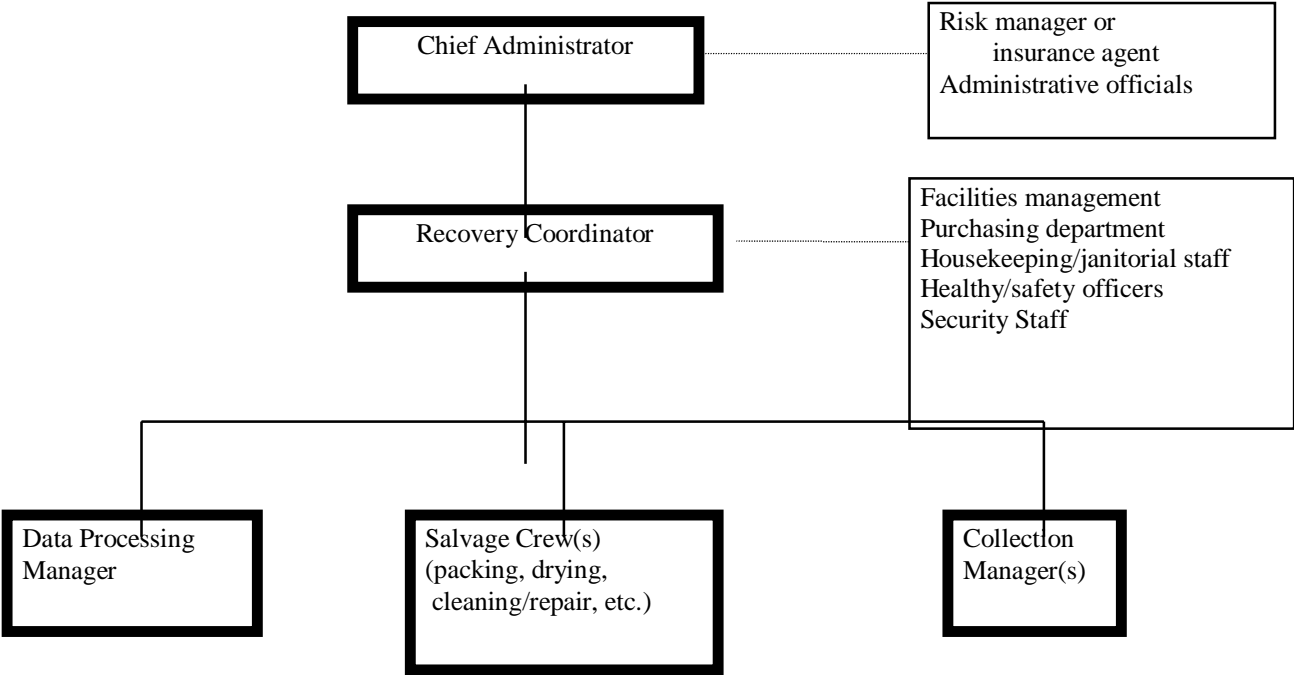 Chief Administrator
Risk manager or
insurance agent
Administrative officials
Recovery Coordinator
Facilities management
Purchasing department
Housekeeping/janitorial staff
Healthy/safety officers
Security Staff
Data Processing
Manager
Salvage Crew(s)
(packing, drying,
cleaning/repair, etc.)
Collection
Manager(s)